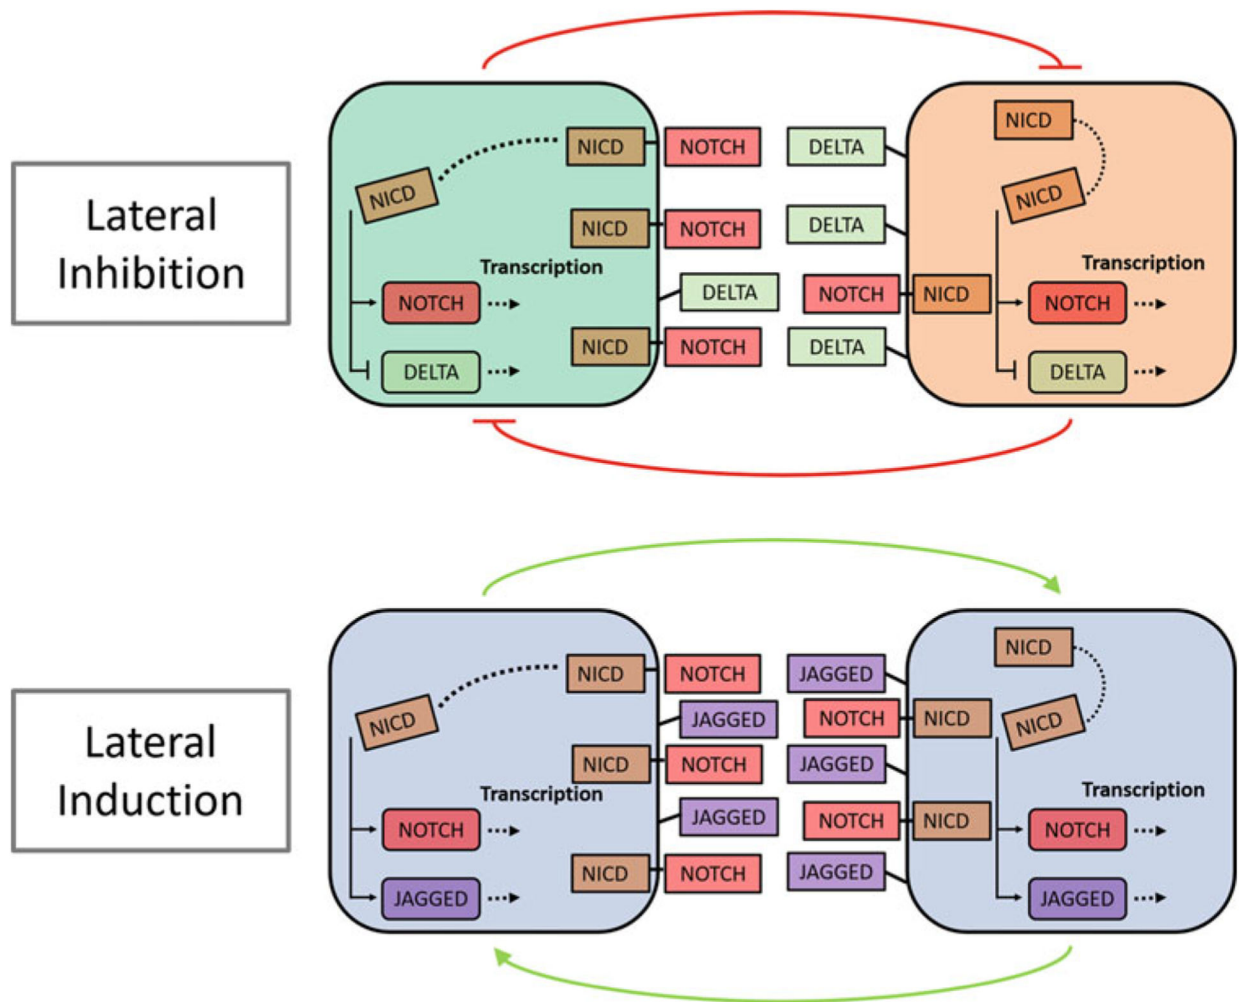 Lateral
Inhibition
NICD NOTCH DELTA NICD
NICD NICD
NICD NOTCH DELTA
Transcription Transcription
DELTA NOTCH NICD
NOTCH NOTCH
NICD NOTCH DELTA
DELTA DELTA
Lateral
Induction
NICD NOTCH JAGGED NICD
NICD JAGGED NOTCH NICD NICD
NICD NOTCH JAGGED
Transcription Transcription
NOTCH JAGGED NOTCH NICD NOTCH
NICD NOTCH JAGGED
JAGGED JAGGED